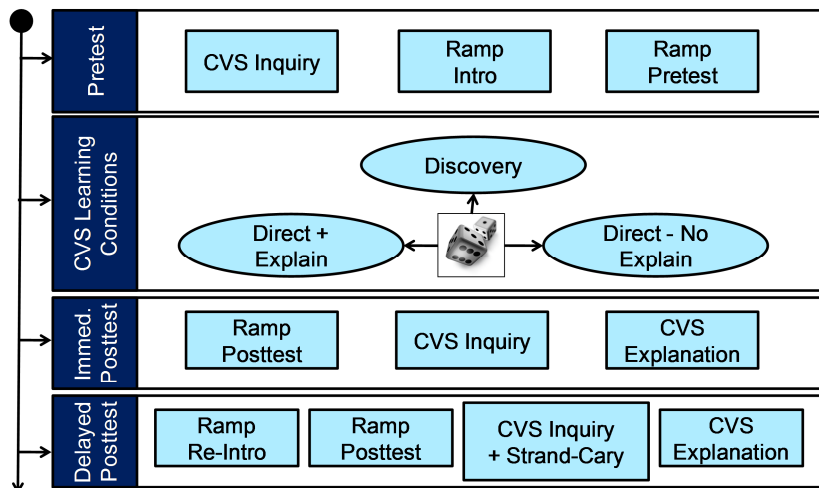 Pretest
CVS Inquiry
Ramp
Intro
Ramp
Pretest
CVS Learning
Conditions
Discovery
Direct +
Explain
Direct - No
Explain
Immed.
Posttest
Ramp
Posttest
CVS Inquiry
CVS
Explanation
Delayed
Posttest
Ramp
Re-Intro
Ramp
Posttest
CVS Inquiry
+ Strand-Cary
CVS
Explanation